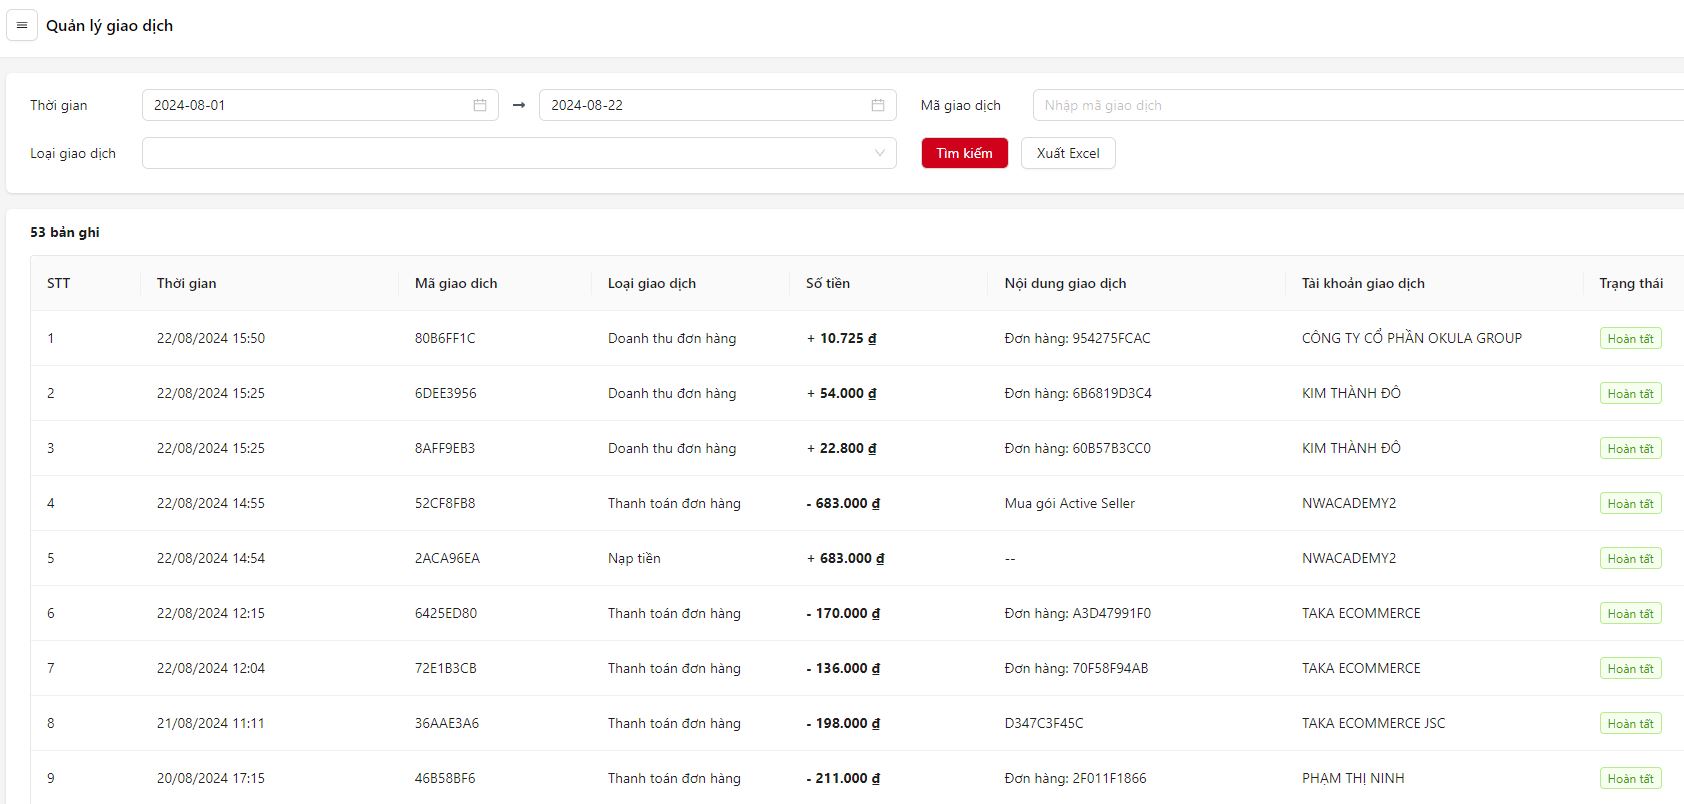 Quản lý giao dịch
Thời gian 2024-08-01 → 2024-08-22 Mã giao dịch Nhập mã giao dịch
Loại giao dịch Tìm kiếm Xuất Excel
53 bản ghi
STT Thời gian Mã giao dich Loại giao dịch Số tiền Nội dung giao dịch Tài khoản giao dịch Trạng thái
1 22/08/2024 15:50 80B6FF1C Doanh thu đơn hàng + 10.725 ₫ Đơn hàng: 954275FCAC CÔNG TY CỔ PHẦN OKULA GROUP Hoàn tất
2 22/08/2024 15:25 6DEE3956 Doanh thu đơn hàng + 54.000 ₫ Đơn hàng: 6B6819D3C4 KIM THÀNH ĐÔ Hoàn tất
3 22/08/2024 15:25 8AFF9EB3 Doanh thu đơn hàng + 22.800 ₫ Đơn hàng: 60B57B3CC0 KIM THÀNH ĐÔ Hoàn tất
4 22/08/2024 14:55 52CF8FB8 Thanh toán đơn hàng - 683.000 ₫ Mua gói Active Seller NWACADEMY2 Hoàn tất
5 22/08/2024 14:54 2ACA96EA Nạp tiền + 683.000 ₫ -- NWACADEMY2 Hoàn tất
6 22/08/2024 12:15 6425ED80 Thanh toán đơn hàng - 170.000 ₫ Đơn hàng: A3D47991F0 TAKA ECOMMERCE Hoàn tất
7 22/08/2024 12:04 72E1B3CB Thanh toán đơn hàng - 136.000 ₫ Đơn hàng: 70F58F94AB TAKA ECOMMERCE Hoàn tất
8 21/08/2024 11:11 36AAE3A6 Thanh toán đơn hàng - 198.000 ₫ D347C3F45C TAKA ECOMMERCE JSC Hoàn tất
9 20/08/2024 17:15 46B58BF6 Thanh toán đơn hàng - 211.000 ₫ Đơn hàng: 2F011F1866 PHẠM THỊ NINH Hoàn tất